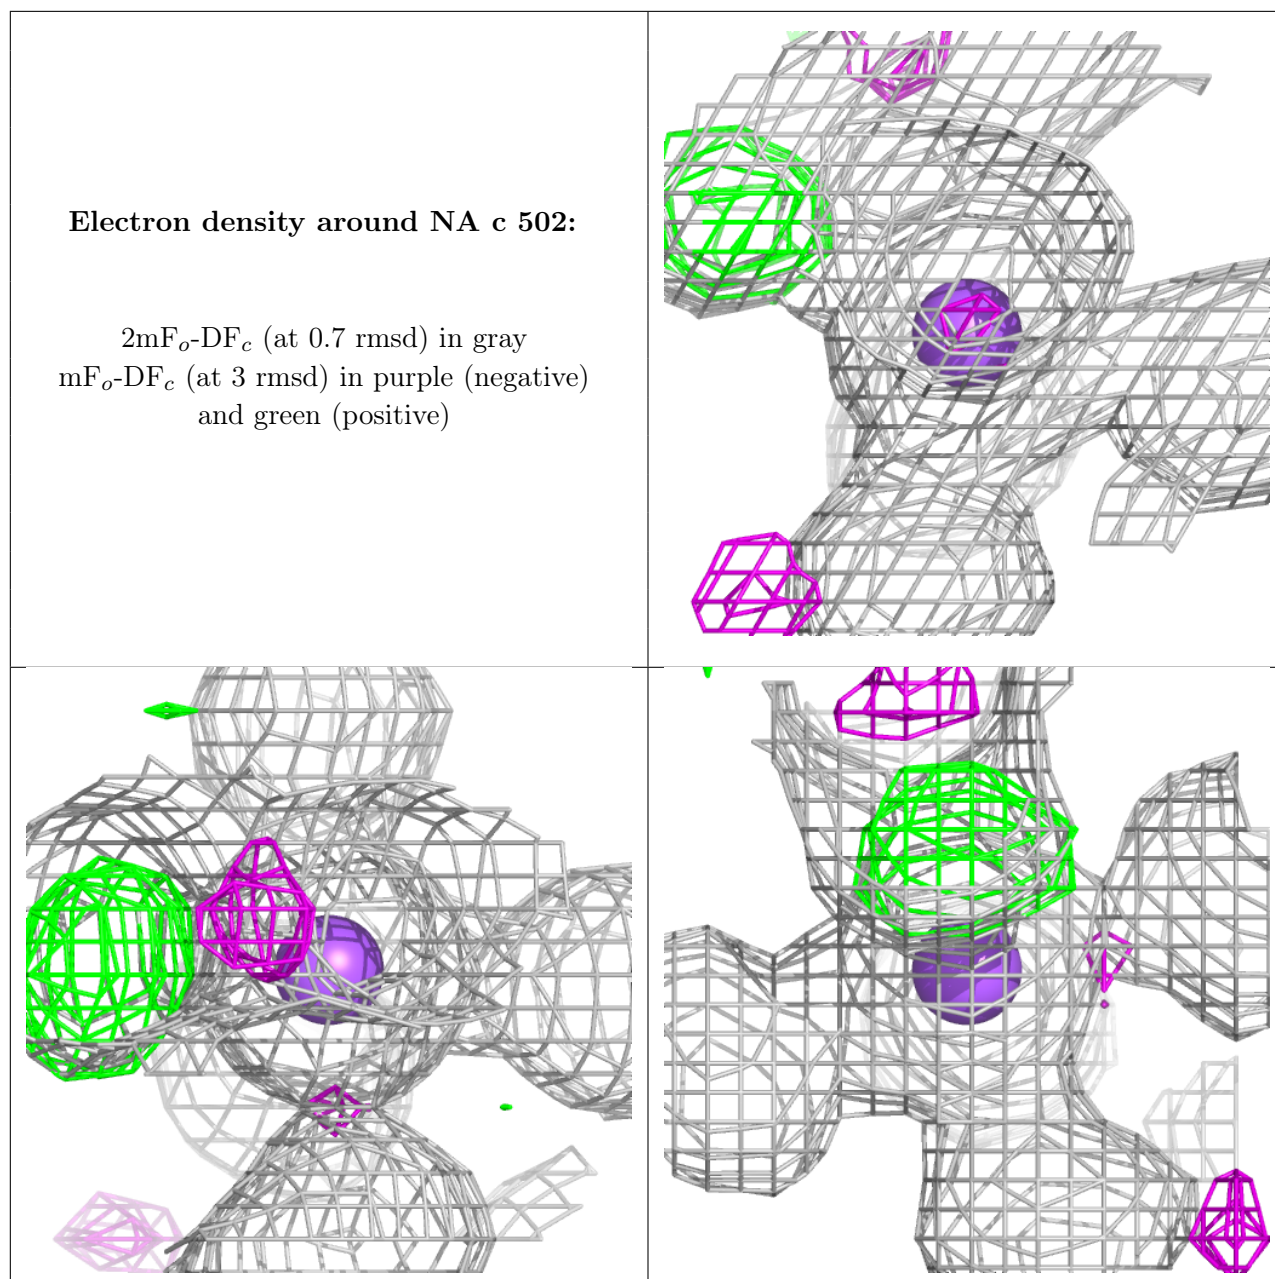 Electron density around NA c 502:
2mFo-DFc (at 0.7 rmsd) in gray
mFo-DFc (at 3 rmsd) in purple (negative)
and green (positive)